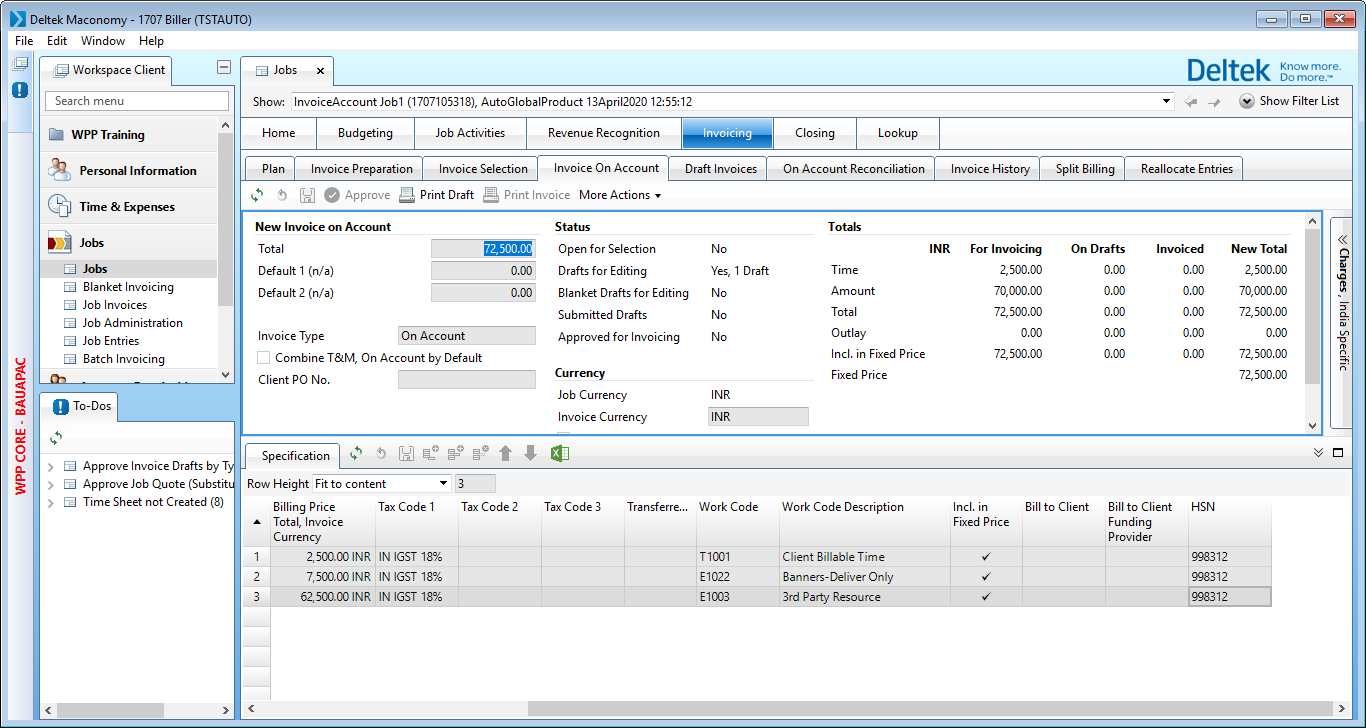 Deltek Maconomy - 1707 Biller (TSTAUTO)
File Edit Window Help
Workspace Client
Search menu
WPP Training
Personal Information
Time & Expenses
Jobs
Jobs
Blanket Invoicing
Job Invoices
Job Administration
Job Entries
Batch Invoicing
WPP CORE - BAUAPAC
To-Dos
Approve Invoice Drafts by Ty
Approve Job Quote (Substitu
Time Sheet not Created (8)
Jobs
Deltek Know more. Do more.™
Show: InvoiceAccount Job1 (1707105318), AutoGlobalProduct 13April2020 12:55:12 Show Filter List
Home Budgeting Job Activities Revenue Recognition Invoicing Closing Lookup
Plan Invoice Preparation Invoice Selection Invoice On Account Draft Invoices On Account Reconciliation Invoice History Split Billing Reallocate Entries
Approve Print Draft Print Invoice More Actions
New Invoice on Account
Total 72,500.00
Default 1 (n/a) 0.00
Default 2 (n/a) 0.00
Invoice Type On Account
Combine T&M, On Account by Default
Client PO No.
Status
Open for Selection No
Drafts for Editing Yes, 1 Draft
Blanket Drafts for Editing No
Submitted Drafts No
Approved for Invoicing No
Currency
Job Currency INR
Invoice Currency INR
Totals
INR For Invoicing On Drafts Invoiced New Total
Time 2,500.00 0.00 0.00 2,500.00
Amount 70,000.00 0.00 0.00 70,000.00
Total 72,500.00 0.00 0.00 72,500.00
Outlay 0.00 0.00 0.00 0.00
Incl. in Fixed Price 72,500.00 0.00 0.00 72,500.00
Fixed Price 72,500.00
Charges, India Specific
Specification
Row Height Fit to content 3
Billing Price Total, Invoice Currency Tax Code 1 Tax Code 2 Tax Code 3 Transferre... Work Code Work Code Description Incl. in Fixed Price Bill to Client Bill to Client Funding Provider HSN
1 2,500.00 INR IN IGST 18% T1001 Client Billable Time ✓ 998312
2 7,500.00 INR IN IGST 18% E1022 Banners-Deliver Only ✓ 998312
3 62,500.00 INR IN IGST 18% E1003 3rd Party Resource ✓ 998312